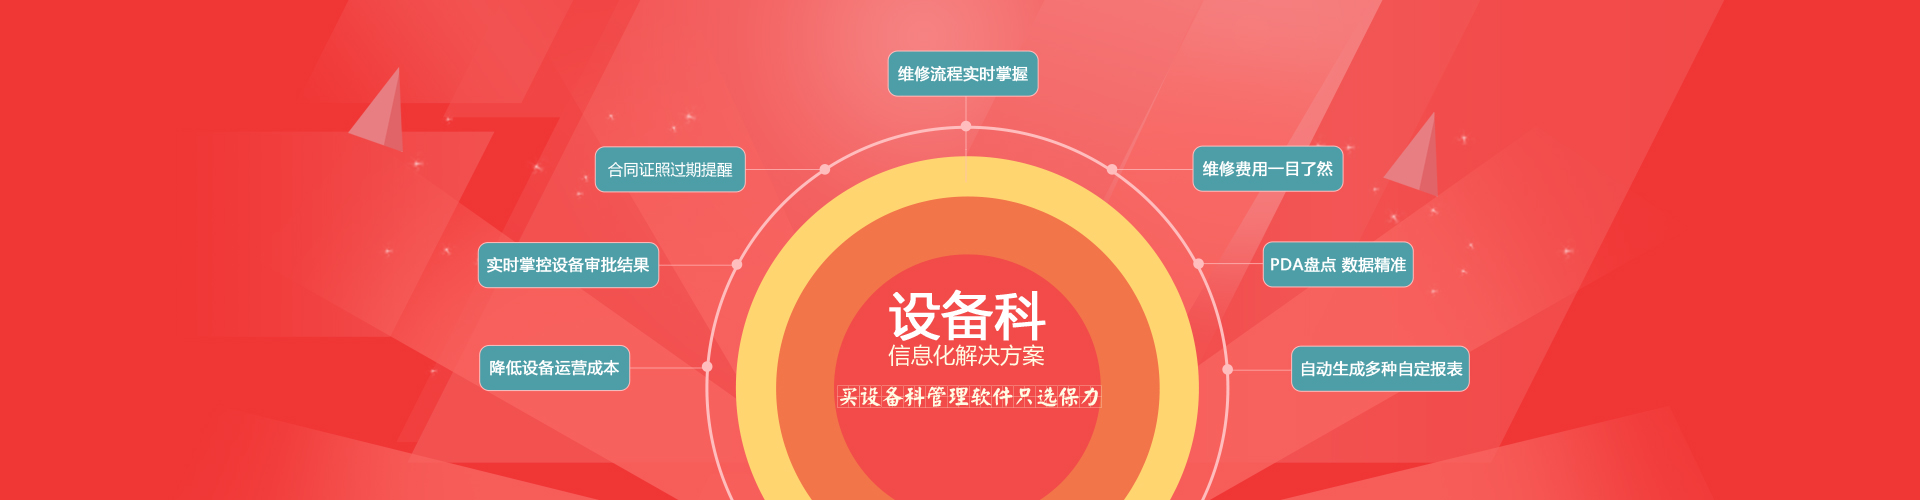 维修流程实时掌握
合同证照过期提醒
维修费用一目了然
实时掌控设备审批结果
PDA盘点 数据精准
设备科
信息化解决方案
降低设备运营成本
自动生成多种自定报表
买设备科管理软件只选保力